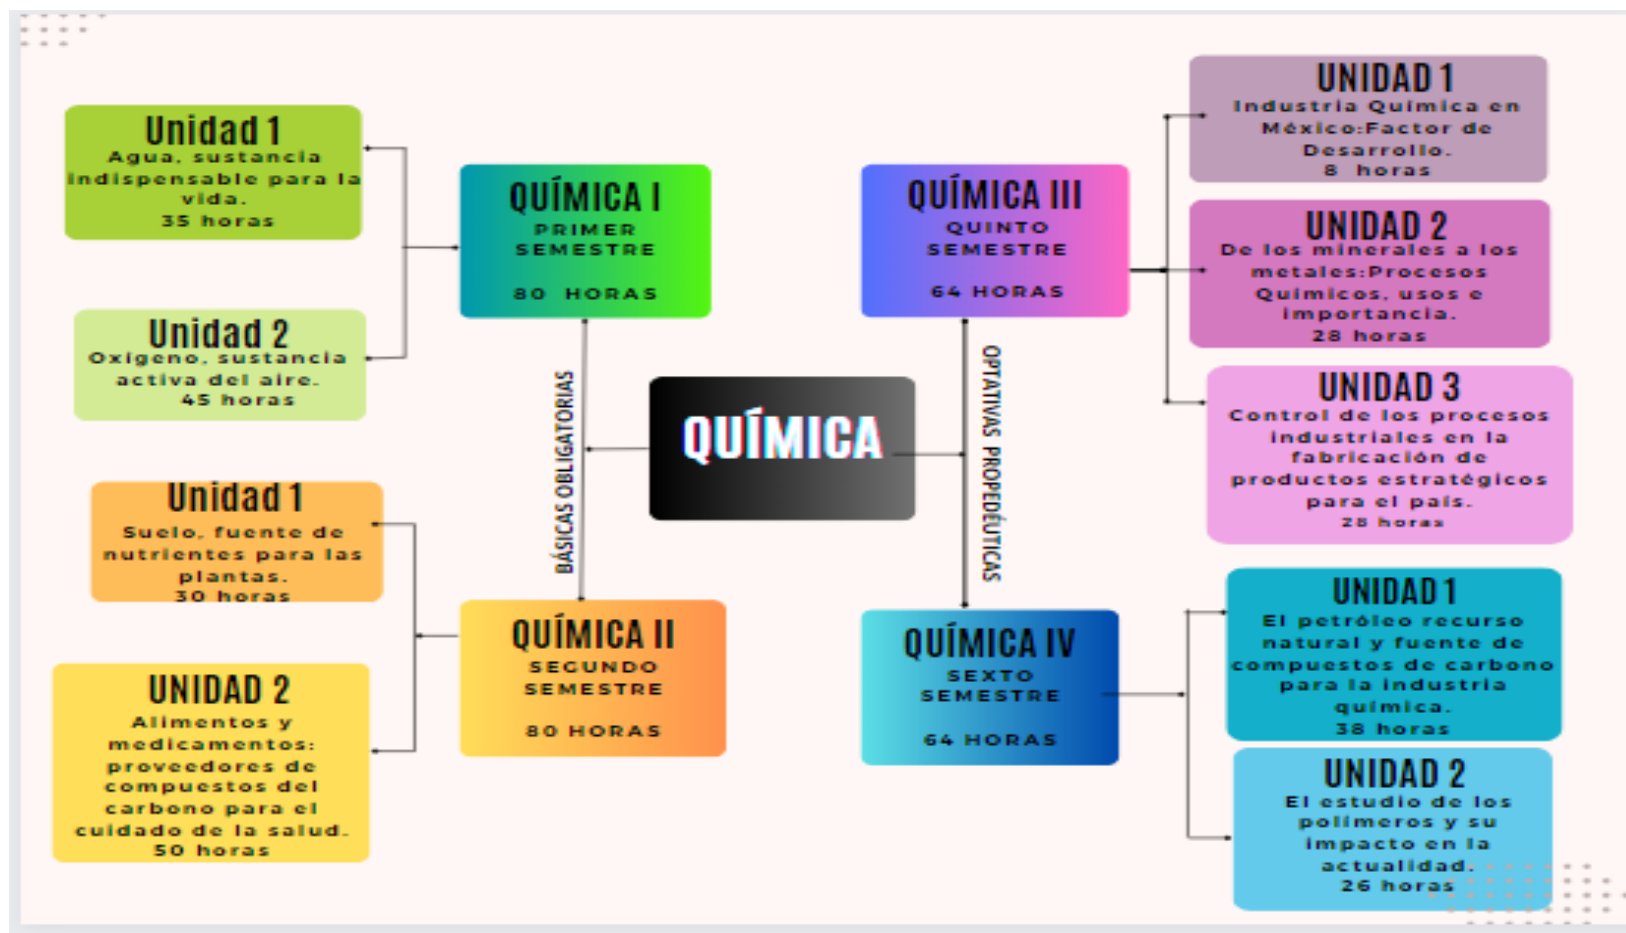 Unidad 1
Agua, sustancia
indispensable para la
vida.
35 horas
Unidad 2
Oxígeno, sustancia
activa del aire.
45 horas
QUÍMICA I
PRIMER
SEMESTRE
80 HORAS
BÁSICAS OBLIGATORIAS
Unidad 1
Suelo, fuente de
nutrientes para las
plantas.
30 horas
UNIDAD 2
Alimentos y
medicamentos:
proveedores de
compuestos del
carbono para el
cuidado de la salud.
50 horas
QUÍMICA II
SEGUNDO
SEMESTRE
80 HORAS
QUÍMICA
OPTATIVAS PROPEDÉUTICAS
QUÍMICA III
QUINTO
SEMESTRE
64 HORAS
UNIDAD 1
Industria Química en
México:Factor de
Desarrollo.
8 horas
UNIDAD 2
De los minerales a los
metales:Procesos
Químicos, usos e
importancia.
28 horas
UNIDAD 3
Control de los procesos
industriales en la
fabricación de
productos estratégicos
para el país.
28 horas
QUÍMICA IV
SEXTO
SEMESTRE
64 HORAS
UNIDAD 1
El petróleo recurso
natural y fuente de
compuestos de carbono
para la industria
química.
38 horas
UNIDAD 2
El estudio de los
polímeros y su
impacto en la
actualidad.
26 horas